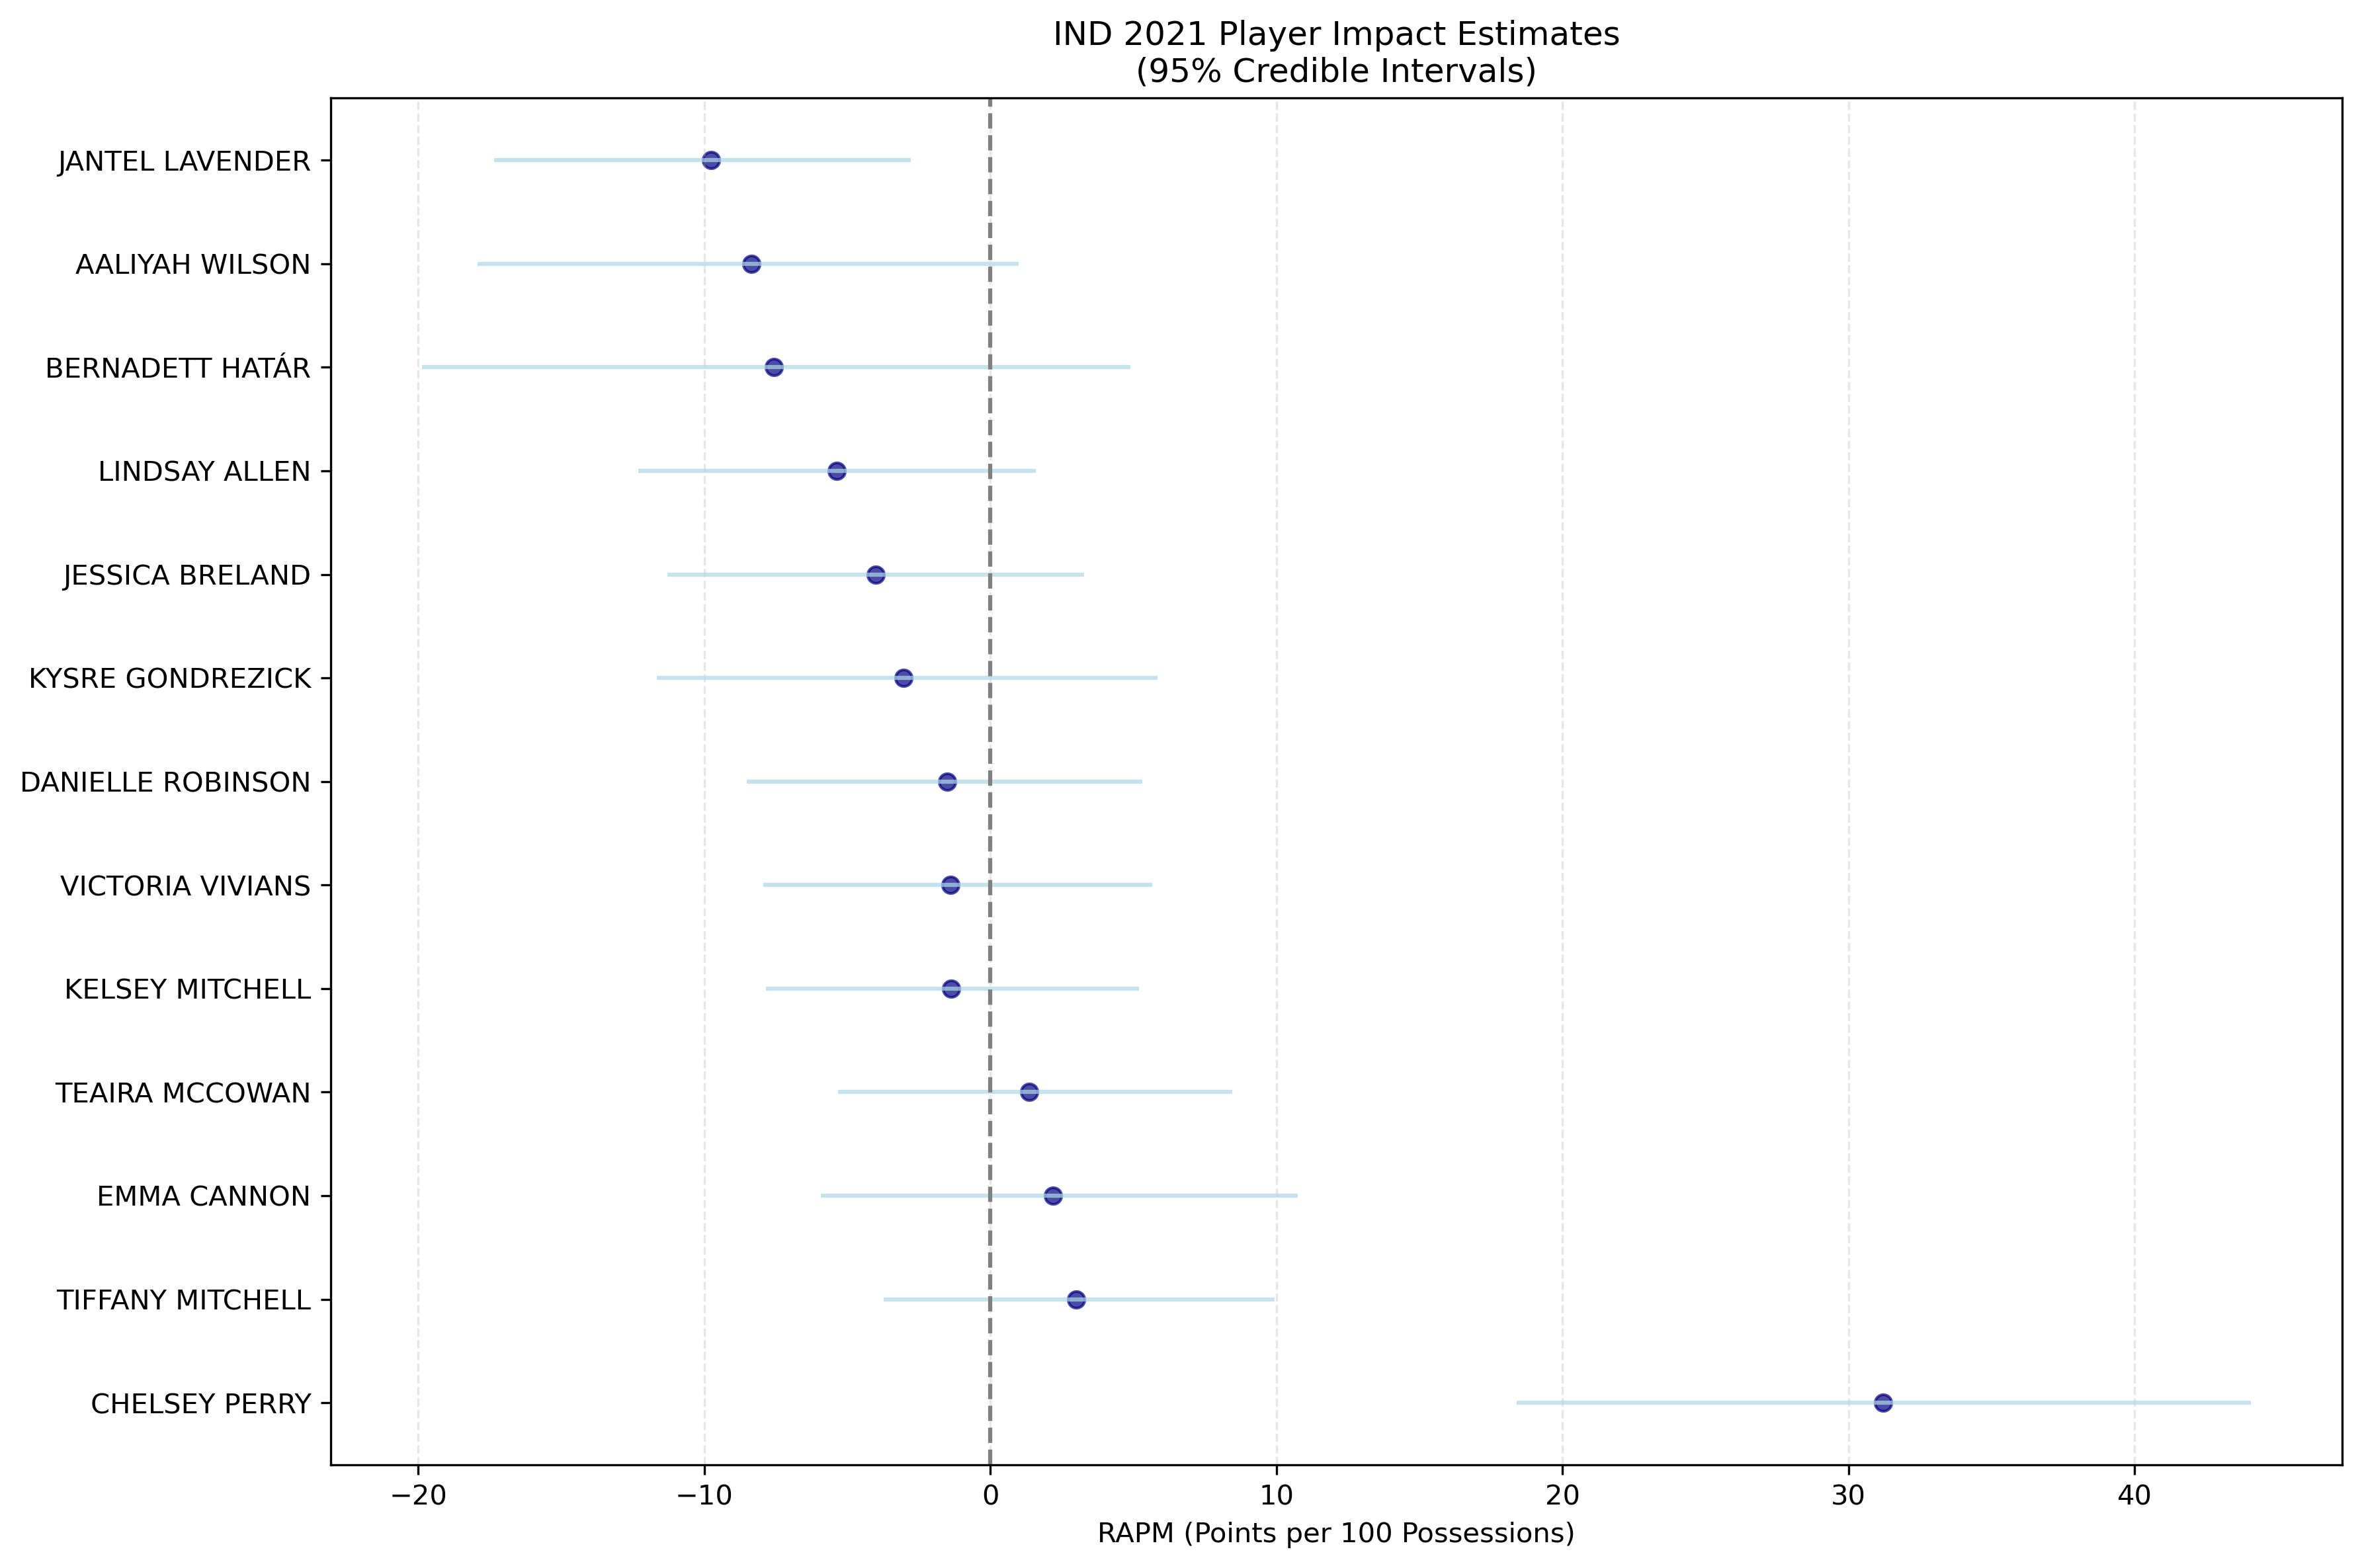 IND 2021 Player Impact Estimates
(95% Credible Intervals)
JANTEL LAVENDER
AALIYAH WILSON
BERNADETT HATÁR
LINDSAY ALLEN
JESSICA BRELAND
KYSRE GONDREZICK
DANIELLE ROBINSON
VICTORIA VIVIANS
KELSEY MITCHELL
TEAIRA MCCOWAN
EMMA CANNON
TIFFANY MITCHELL
CHELSEY PERRY
−20 −10 0 10 20 30 40
RAPM (Points per 100 Possessions)